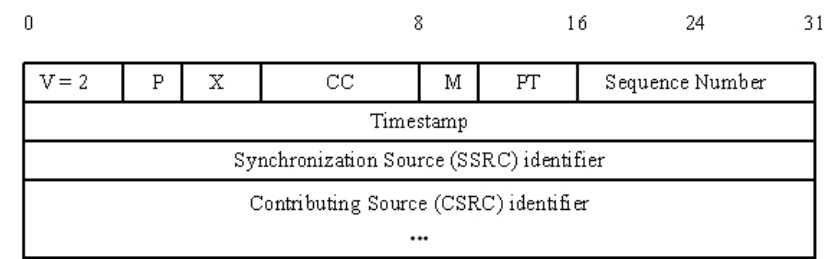 0 8 16 24 31
V = 2 P X CC M PT Sequence Number
Timestamp
Synchronization Source (SSRC) identifier
Contributing Source (CSRC) identifier
...